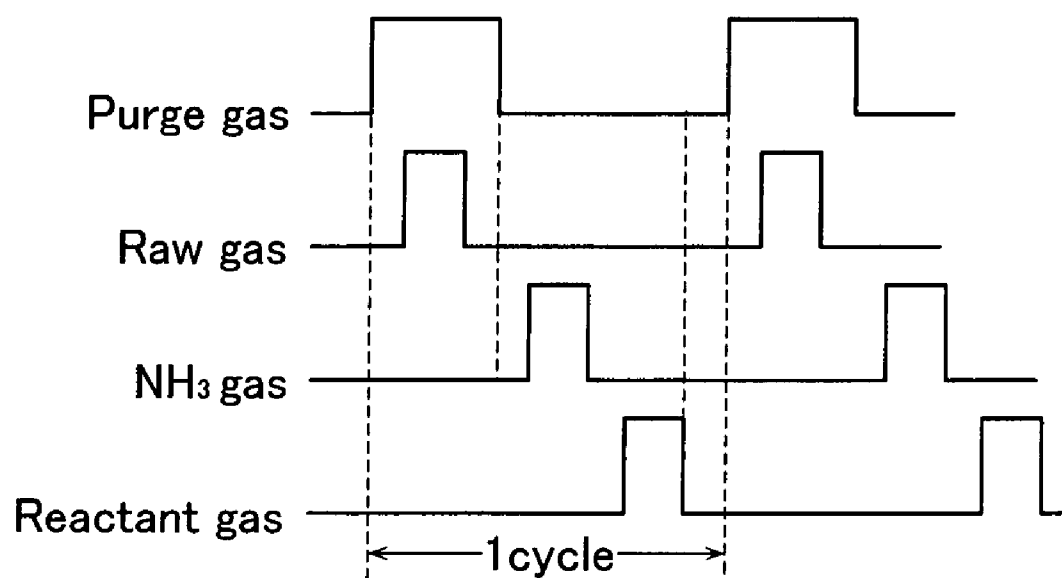 Purge gas
Raw gas
NH₃ gas
Reactant gas
1cycle